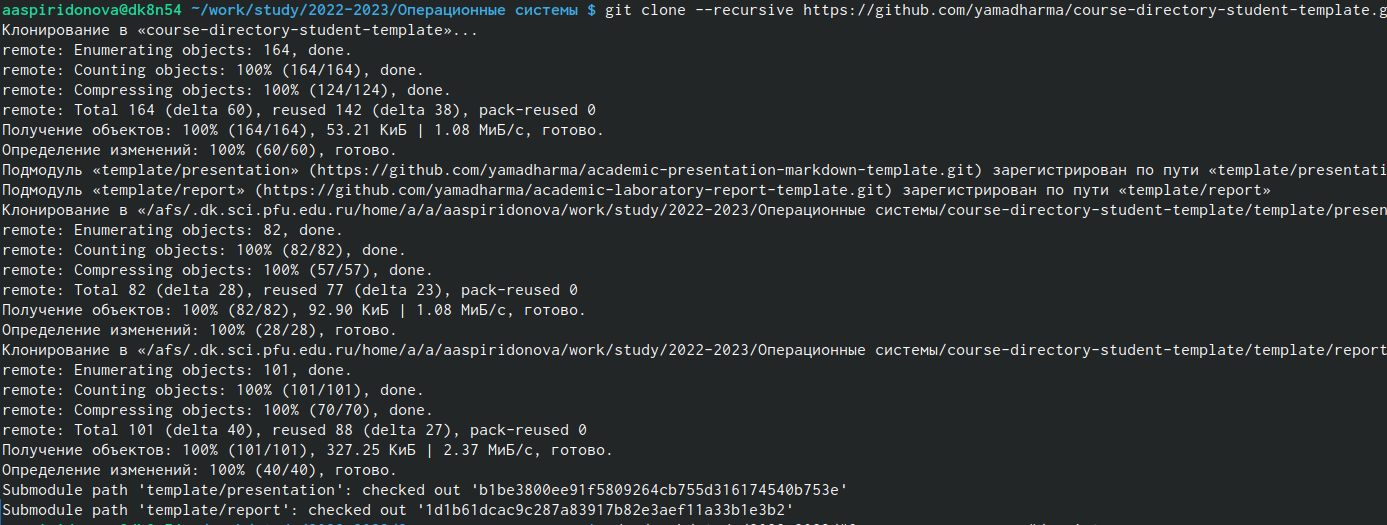 aaspiridonova@dk8n54 ~/work/study/2022-2023/Операционные системы $ git clone --recursive https://github.com/yamadharma/course-directory-student-template.g
Клонирование в «course-directory-student-template»...
remote: Enumerating objects: 164, done.
remote: Counting objects: 100% (164/164), done.
remote: Compressing objects: 100% (124/124), done.
remote: Total 164 (delta 60), reused 142 (delta 38), pack-reused 0
Получение объектов: 100% (164/164), 53.21 КиБ | 1.08 МиБ/с, готово.
Определение изменений: 100% (60/60), готово.
Подмодуль «template/presentation» (https://github.com/yamadharma/academic-presentation-markdown-template.git) зарегистрирован по пути «template/presentati
Подмодуль «template/report» (https://github.com/yamadharma/academic-laboratory-report-template.git) зарегистрирован по пути «template/report»
Клонирование в «/afs/.dk.sci.pfu.edu.ru/home/a/a/aaspiridonova/work/study/2022-2023/Операционные системы/course-directory-student-template/template/presen
remote: Enumerating objects: 82, done.
remote: Counting objects: 100% (82/82), done.
remote: Compressing objects: 100% (57/57), done.
remote: Total 82 (delta 28), reused 77 (delta 23), pack-reused 0
Получение объектов: 100% (82/82), 92.90 КиБ | 1.08 МиБ/с, готово.
Определение изменений: 100% (28/28), готово.
Клонирование в «/afs/.dk.sci.pfu.edu.ru/home/a/a/aaspiridonova/work/study/2022-2023/Операционные системы/course-directory-student-template/template/report
remote: Enumerating objects: 101, done.
remote: Counting objects: 100% (101/101), done.
remote: Compressing objects: 100% (70/70), done.
remote: Total 101 (delta 40), reused 88 (delta 27), pack-reused 0
Получение объектов: 100% (101/101), 327.25 КиБ | 2.37 МиБ/с, готово.
Определение изменений: 100% (40/40), готово.
Submodule path 'template/presentation': checked out 'b1be3800ee91f5809264cb755d316174540b753e'
Submodule path 'template/report': checked out '1d1b61dcac9c287a83917b82e3aef11a33b1e3b2'